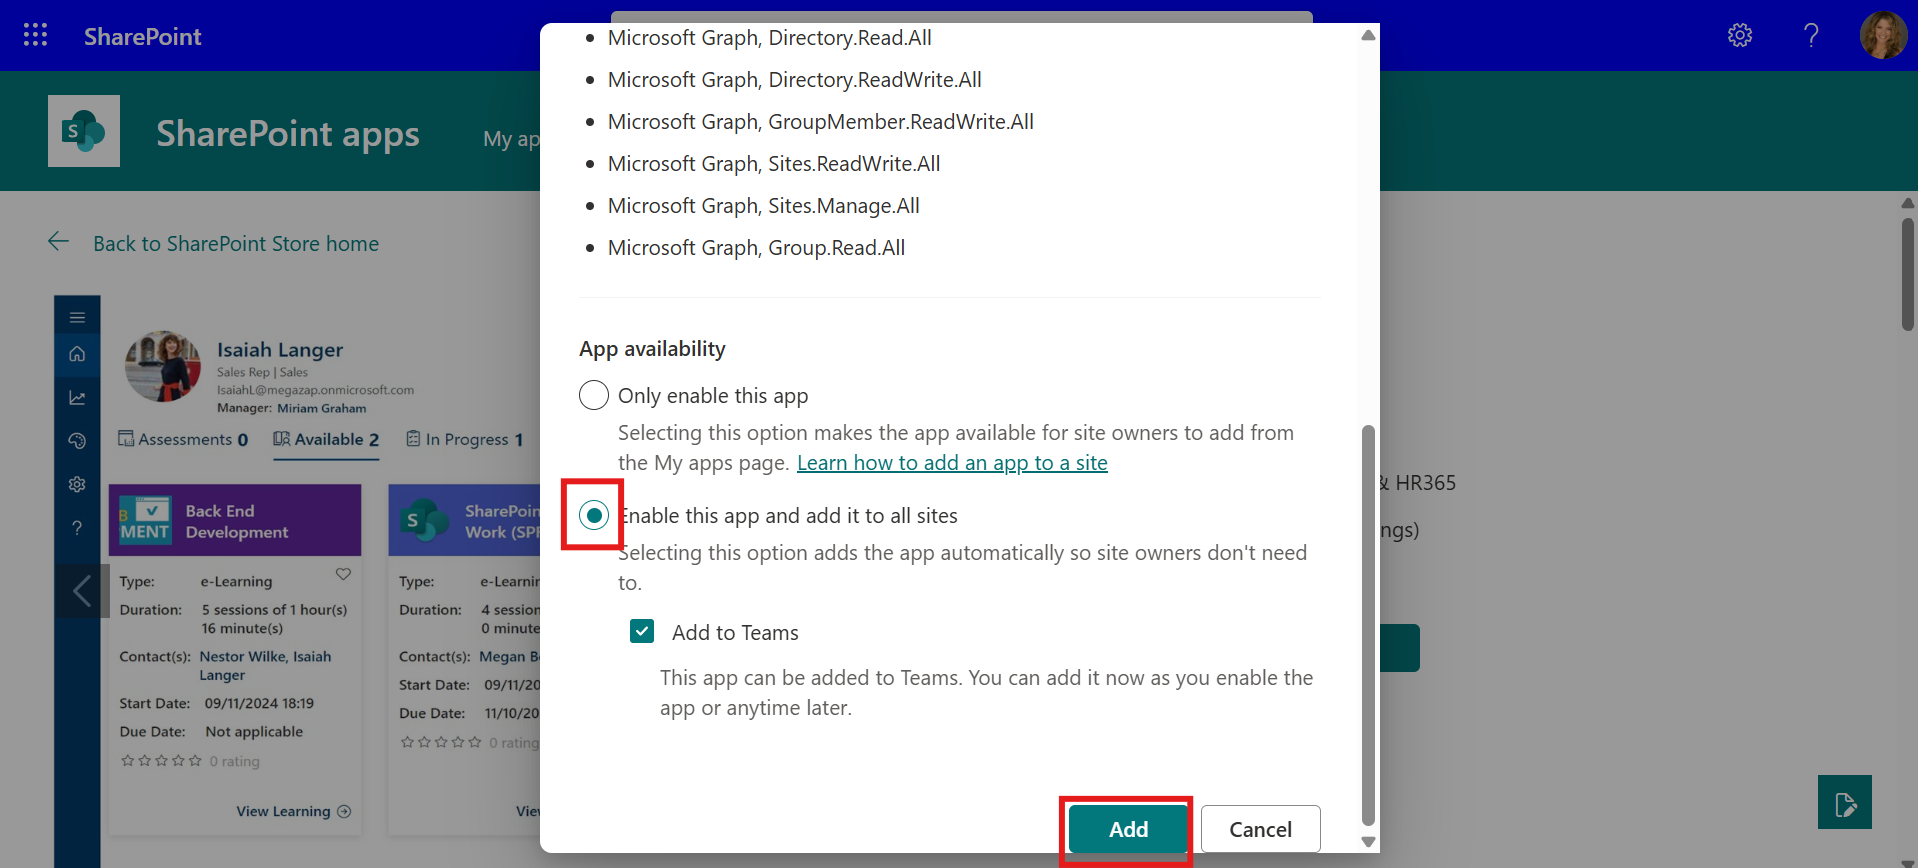 SharePoint
SharePoint apps
My ap
Back to SharePoint Store home
Isaiah Langer
Sales Rep | Sales
IsaiahL@megazap.onmicrosoft.com
Manager: Miriam Graham
Assessments 0
Available 2
In Progress 1
B
MENT
Back End
Development
Type: e-Learning
Duration: 5 sessions of 1 hour(s)
16 minute(s)
Contact(s): Nestor Wilke, Isaiah
Langer
Start Date: 09/11/2024 18:19
Due Date: Not applicable
0 rating
View Learning
S
SharePoin
Work (SPF
Type: e-Learnin
Duration: 4 session
0 minute
Contact(s): Megan B
Start Date: 09/11/20
Due Date: 11/10/20
0 rating
Vie
Microsoft Graph, Directory.Read.All
Microsoft Graph, Directory.ReadWrite.All
Microsoft Graph, GroupMember.ReadWrite.All
Microsoft Graph, Sites.ReadWrite.All
Microsoft Graph, Sites.Manage.All
Microsoft Graph, Group.Read.All
App availability
Only enable this app
Selecting this option makes the app available for site owners to add from
the My apps page. Learn how to add an app to a site
Enable this app and add it to all sites
Selecting this option adds the app automatically so site owners don't need
to.
Add to Teams
This app can be added to Teams. You can add it now as you enable the
app or anytime later.
Add
Cancel
& HR365
ngs)